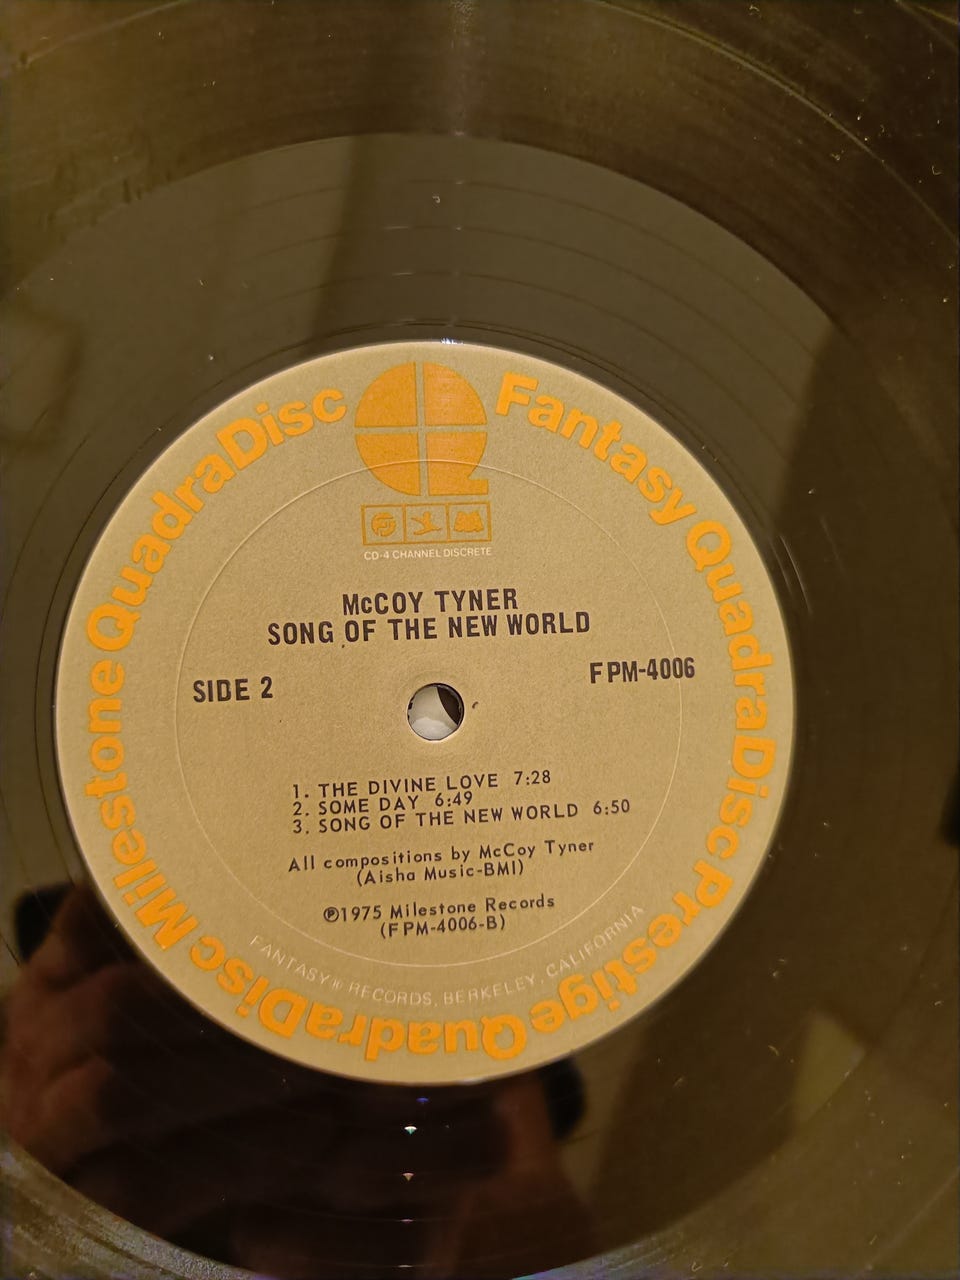 Fantasy QuadraDisc Prestige QuadraDisc Milestone QuadraDisc
CD-4 CHANNEL DISCRETE
McCOY TYNER
SONG OF THE NEW WORLD
SIDE 2
FPM-4006
1. THE DIVINE LOVE 7:28
2. SOME DAY 6:49
3. SONG OF THE NEW WORLD 6:50
All compositions by McCoy Tyner
(Aisha Music-BMI)
℗1975 Milestone Records
(FPM-4006-B)
FANTASY® RECORDS, BERKELEY, CALIFORNIA